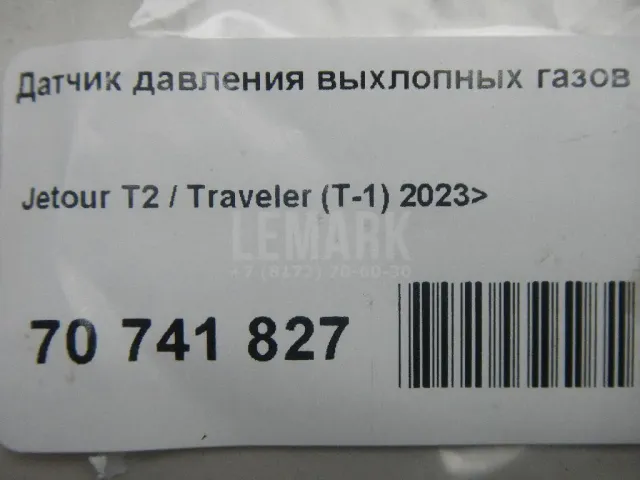 Датчик давления выхлопных газов
Jetour T2 / Traveler (T-1) 2023>
LEMARK
70 741 827